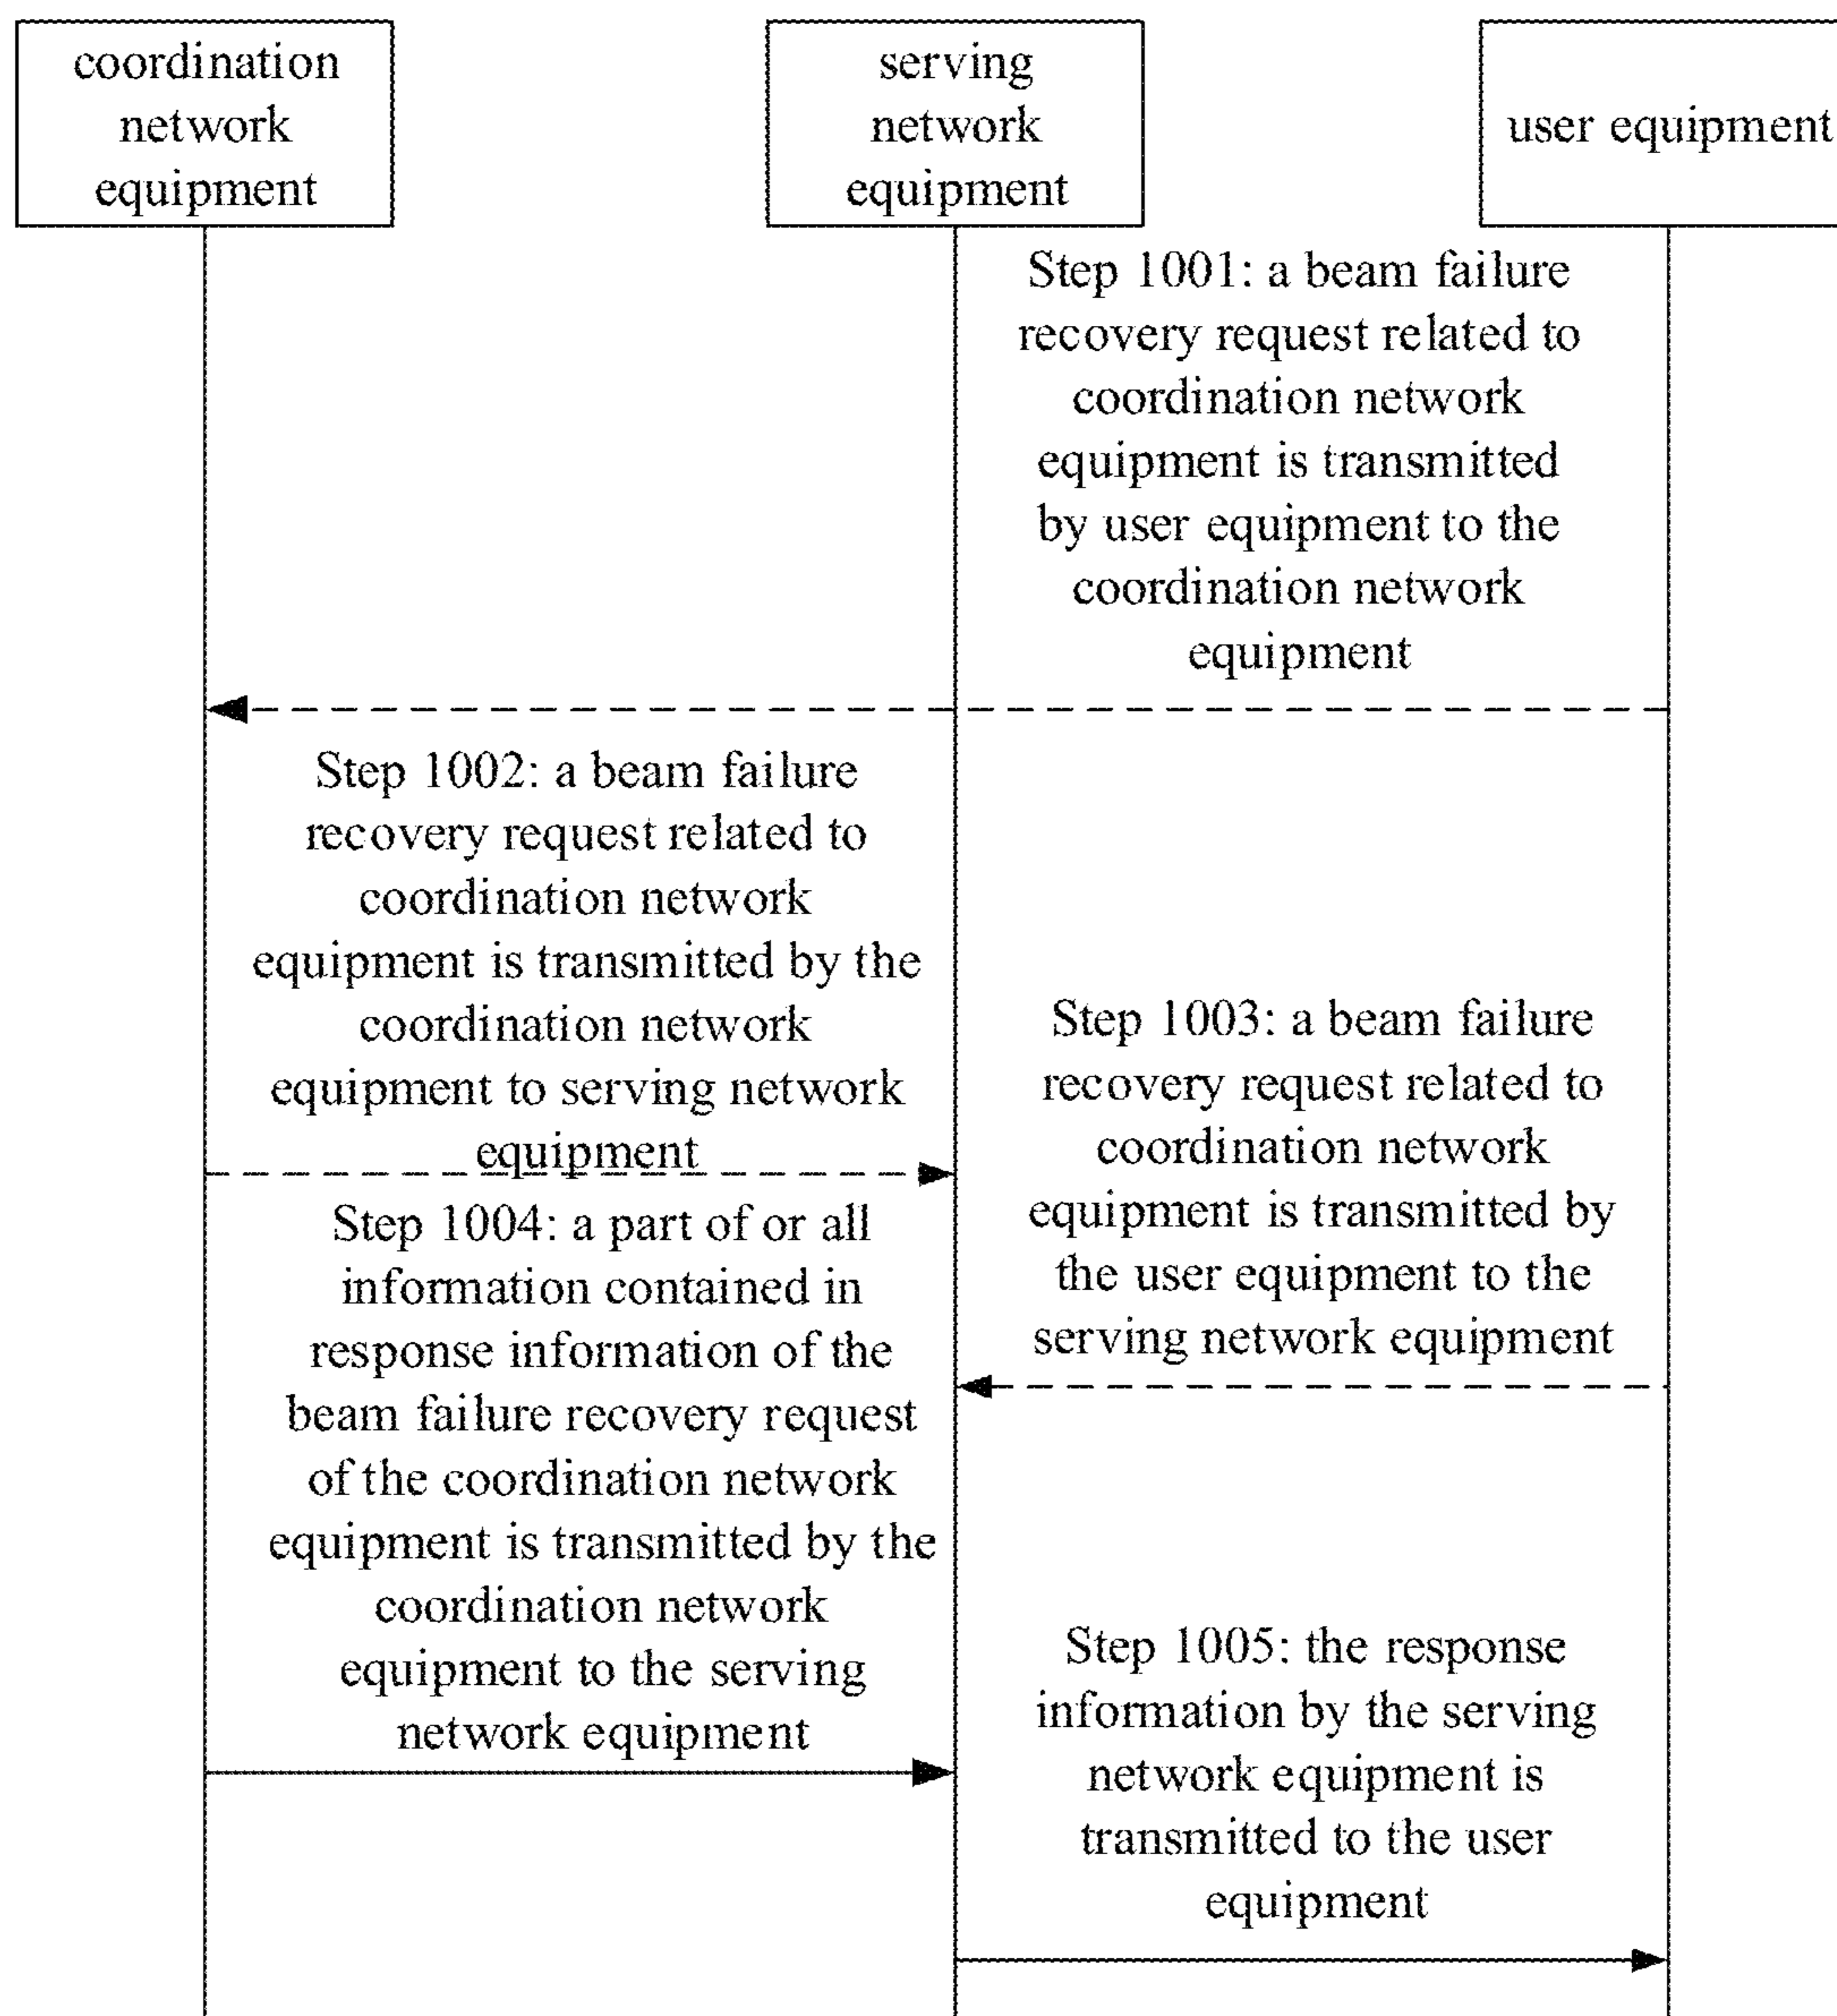 coordination
network
equipment
serving
network
equipment
user equipment
Step 1001: a beam failure
recovery request related to
coordination network
equipment is transmitted
by user equipment to the
coordination network
equipment
Step 1002: a beam failure
recovery request related to
coordination network
equipment is transmitted by the
coordination network
equipment to serving network
equipment
Step 1003: a beam failure
recovery request related to
coordination network
equipment is transmitted by
the user equipment to the
serving network equipment
Step 1004: a part of or all
information contained in
response information of the
beam failure recovery request
of the coordination network
equipment is transmitted by the
coordination network
equipment to the serving
network equipment
Step 1005: the response
information by the serving
network equipment is
transmitted to the user
equipment